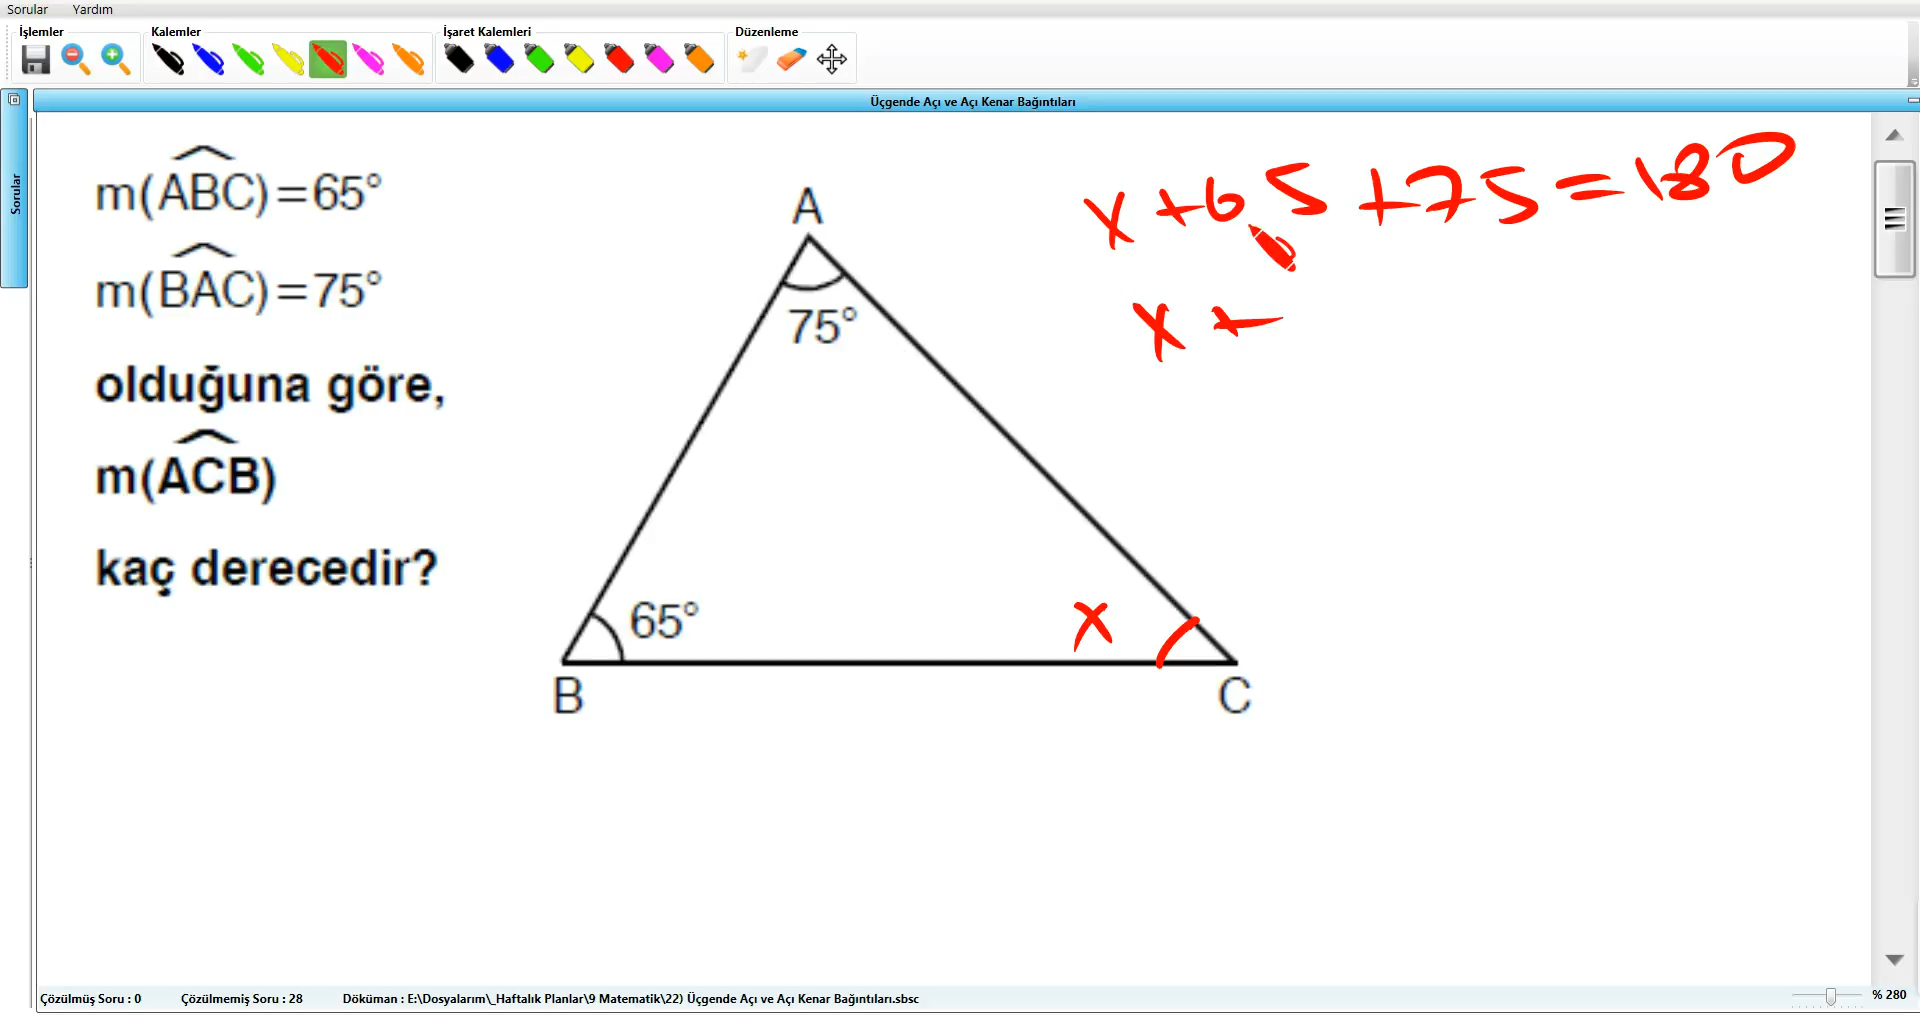 Sorular Yardım
İşlemler Kalemler İşaret Kalemleri Düzenleme
Üçgende Açı ve Açı Kenar Bağıntıları
Sorular
m(ABC)=65°
m(BAC)=75°
olduğuna göre,
m(ACB)
kaç derecedir?
A
75°
65°
B
C
x
x+65+75=180
x+
Çözülmüş Soru : 0 Çözülmemiş Soru : 28 Döküman : E:\Dosyalarım\_Haftalık Planlar\9 Matematik\22) Üçgende Açı ve Açı Kenar Bağıntıları.sbsc % 280